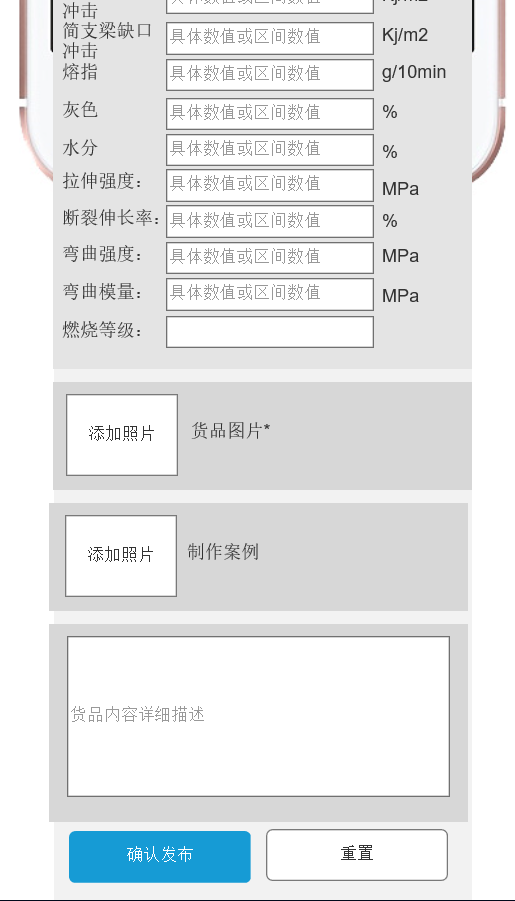 冲击
简支梁缺口 具体数值或区间数值 Kj/m2
冲击
熔指 具体数值或区间数值 g/10min
灰色 具体数值或区间数值 %
水分 具体数值或区间数值 %
拉伸强度： 具体数值或区间数值 MPa
断裂伸长率： 具体数值或区间数值 %
弯曲强度： 具体数值或区间数值 MPa
弯曲模量： 具体数值或区间数值 MPa
燃烧等级：
添加照片 货品图片*
添加照片 制作案例
货品内容详细描述
确认发布 重置